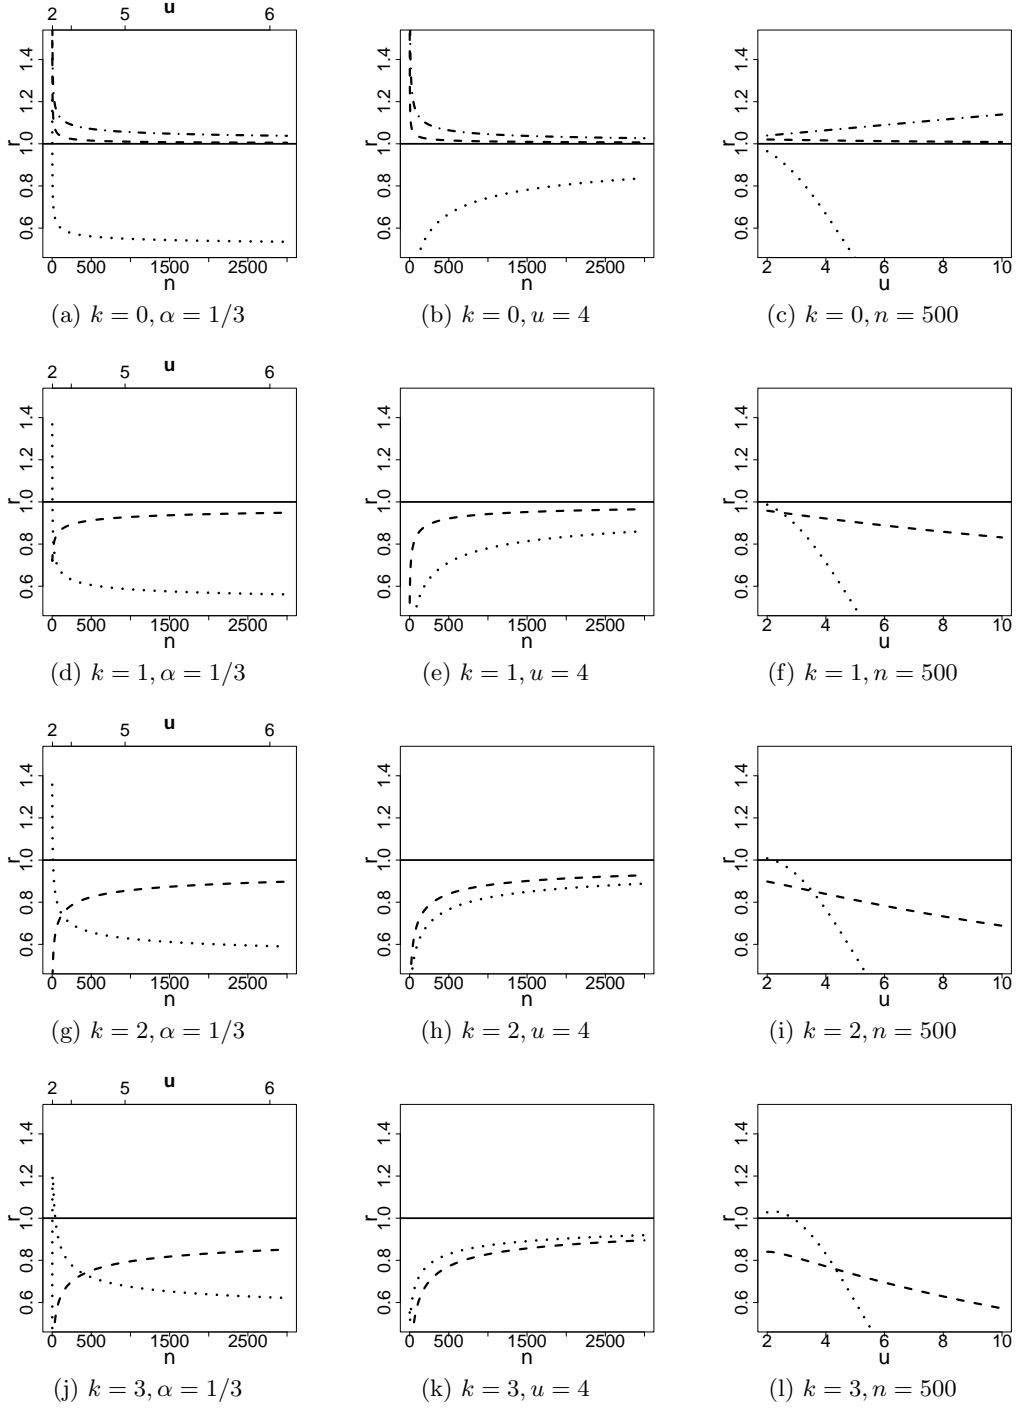 2 5 u 6
r
0.6 0.8 1.0 1.2 1.4
0 500 1500 2500
n
(a) k = 0, α = 1/3
r
0.6 0.8 1.0 1.2 1.4
0 500 1500 2500
n
(b) k = 0, u = 4
r
0.6 0.8 1.0 1.2 1.4
2 4 6 8 10
u
(c) k = 0, n = 500
2 5 u 6
r
0.6 0.8 1.0 1.2 1.4
0 500 1500 2500
n
(d) k = 1, α = 1/3
r
0.6 0.8 1.0 1.2 1.4
0 500 1500 2500
n
(e) k = 1, u = 4
r
0.6 0.8 1.0 1.2 1.4
2 4 6 8 10
u
(f) k = 1, n = 500
2 5 u 6
r
0.6 0.8 1.0 1.2 1.4
0 500 1500 2500
n
(g) k = 2, α = 1/3
r
0.6 0.8 1.0 1.2 1.4
0 500 1500 2500
n
(h) k = 2, u = 4
r
0.6 0.8 1.0 1.2 1.4
2 4 6 8 10
u
(i) k = 2, n = 500
2 5 u 6
r
0.6 0.8 1.0 1.2 1.4
0 500 1500 2500
n
(j) k = 3, α = 1/3
r
0.6 0.8 1.0 1.2 1.4
0 500 1500 2500
n
(k) k = 3, u = 4
r
0.6 0.8 1.0 1.2 1.4
2 4 6 8 10
u
(l) k = 3, n = 500